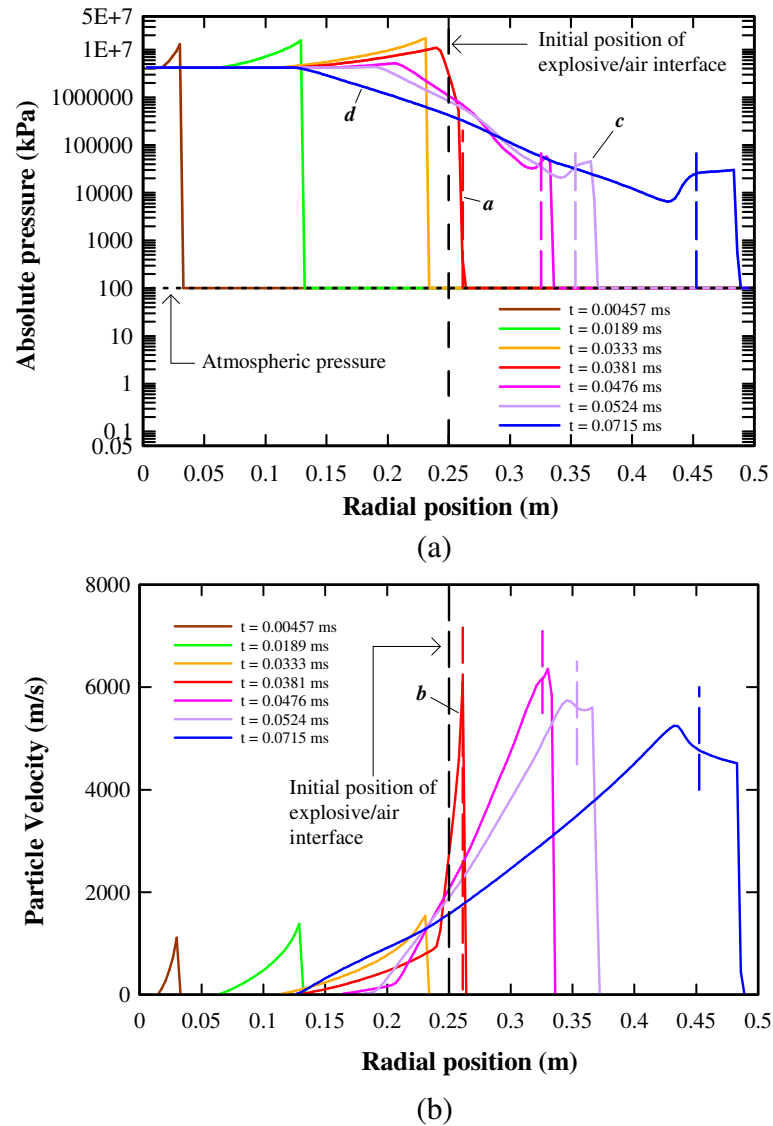 5E+7
1E+7
1000000
100000
10000
1000
100
10
1
0.1
0.05
Absolute pressure (kPa)
Initial position of
explosive/air interface
d
c
a
Atmospheric pressure
t = 0.00457 ms
t = 0.0189 ms
t = 0.0333 ms
t = 0.0381 ms
t = 0.0476 ms
t = 0.0524 ms
t = 0.0715 ms
0 0.05 0.1 0.15 0.2 0.25 0.3 0.35 0.4 0.45 0.5
Radial position (m)
(a)
8000
6000
4000
2000
0
Particle Velocity (m/s)
t = 0.00457 ms
t = 0.0189 ms
t = 0.0333 ms
t = 0.0381 ms
t = 0.0476 ms
t = 0.0524 ms
t = 0.0715 ms
b
Initial position of
explosive/air
interface
0 0.05 0.1 0.15 0.2 0.25 0.3 0.35 0.4 0.45 0.5
Radial position (m)
(b)